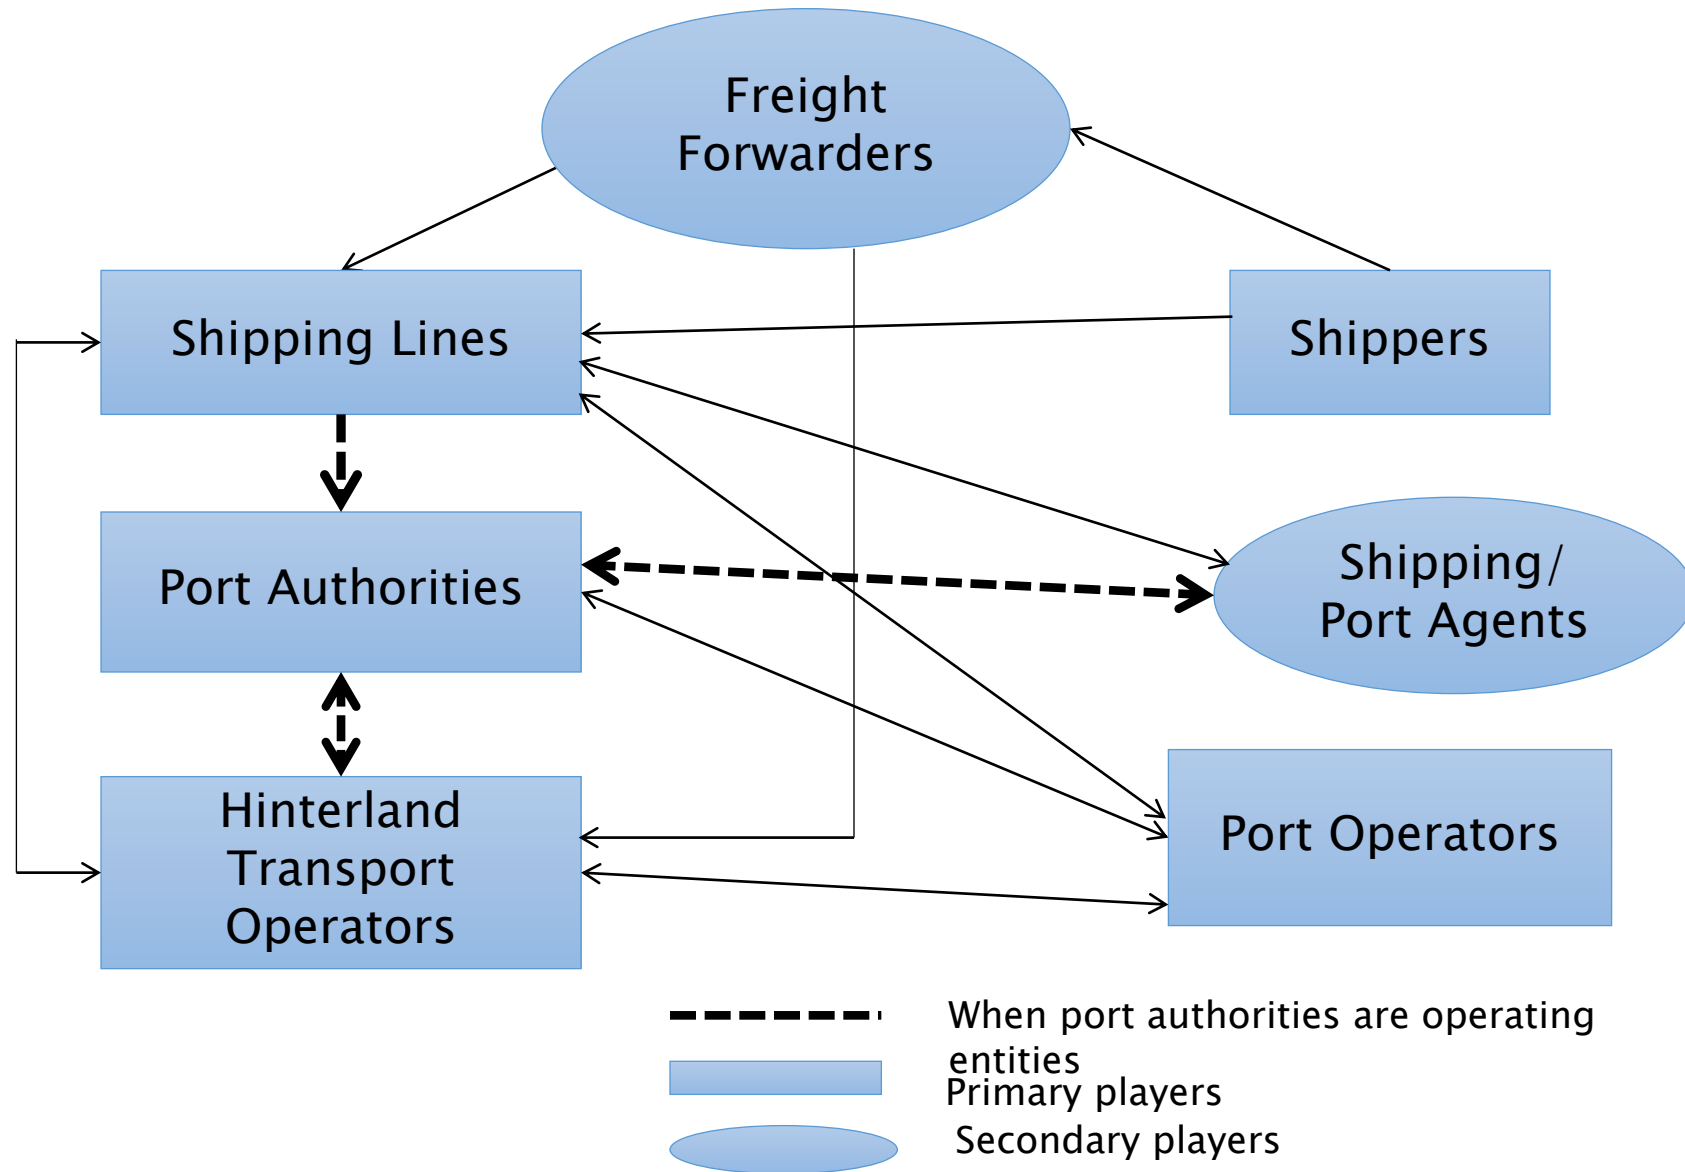 Freight
Forwarders
Shipping Lines
Shippers
Port Authorities
Shipping/
Port Agents
Hinterland
Transport
Operators
Port Operators
When port authorities are operating
entities
Primary players
Secondary players